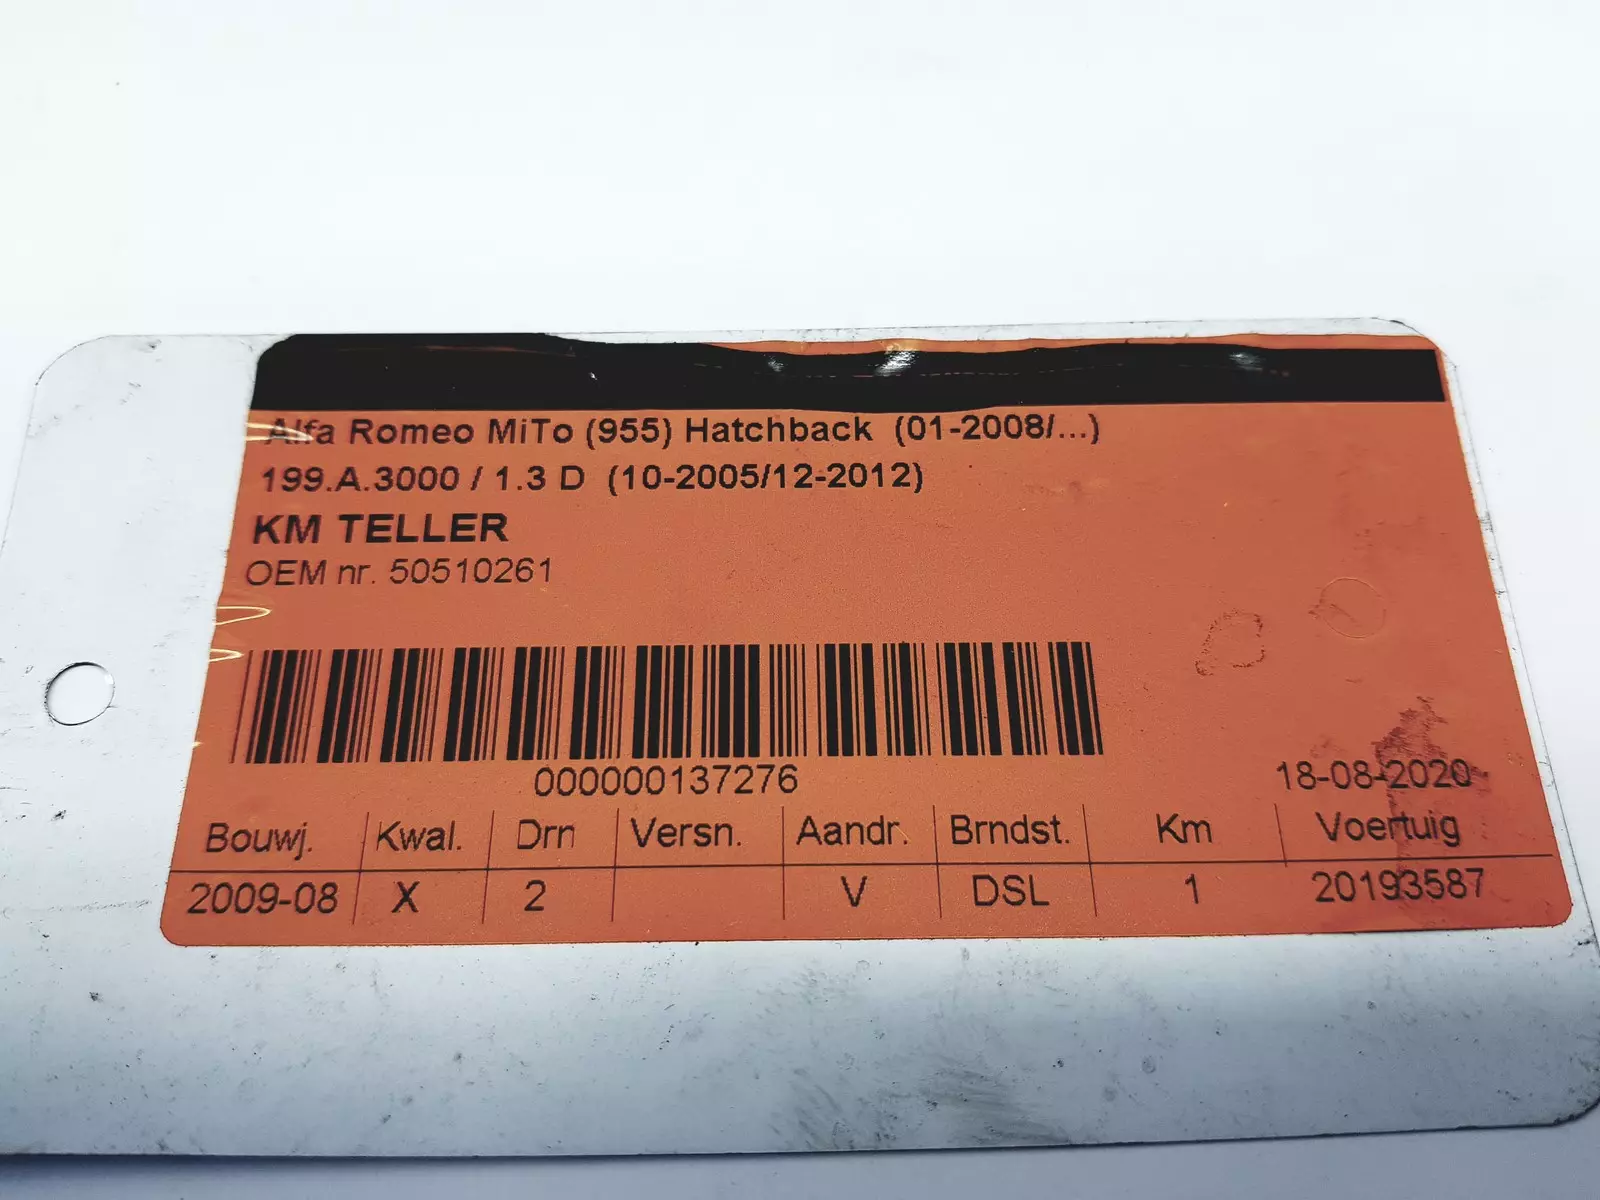 Alfa Romeo MiTo (955) Hatchback (01-2008/...)
199.A.3000 / 1.3 D (10-2005/12-2012)
KM TELLER
OEM nr. 50510261
000000137276
18-08-2020
Bouwj. Kwal. Drn Versn. Aandr. Brndst. Km Voertuig
2009-08 X 2 V DSL 1 20193587